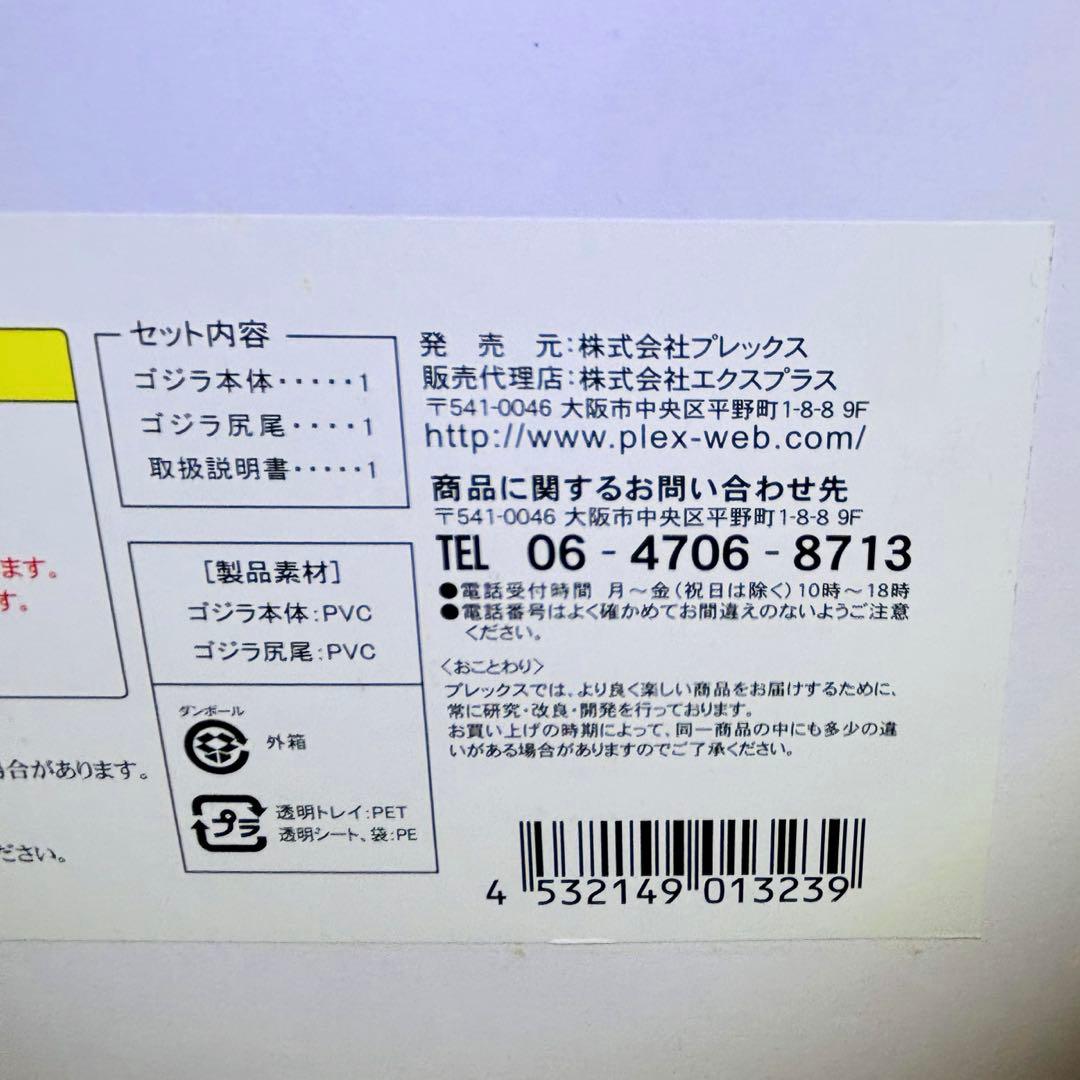 セット内容
ゴジラ本体・・・・・1
ゴジラ尻尾・・・・1
取扱説明書・・・・・1
ます。
す。
[製品素材]
ゴジラ本体:PVC
ゴジラ尻尾:PVC
ダンボール
外箱
合があります。
プラ
透明トレイ:PET
透明シート、袋:PE
ださい。
発売元:株式会社プレックス
販売代理店:株式会社エクスプラス
〒541-0046 大阪市中央区平野町1-8-8 9F
http://www.plex-web.com/
商品に関するお問い合わせ先
〒541-0046 大阪市中央区平野町1-8-8 9F
TEL 06-4706-8713
●電話受付時間 月~金(祝日は除く)10時~18時
●電話番号はよく確かめてお間違えのないようご注意
ください。
〈おことわり〉
プレックスでは、より良く楽しい商品をお届けするために、
常に研究・改良・開発を行っております。
お買い上げの時期によって、同一商品の中にも多少の違
いがある場合がありますのでご了承ください。
4 532149 013239